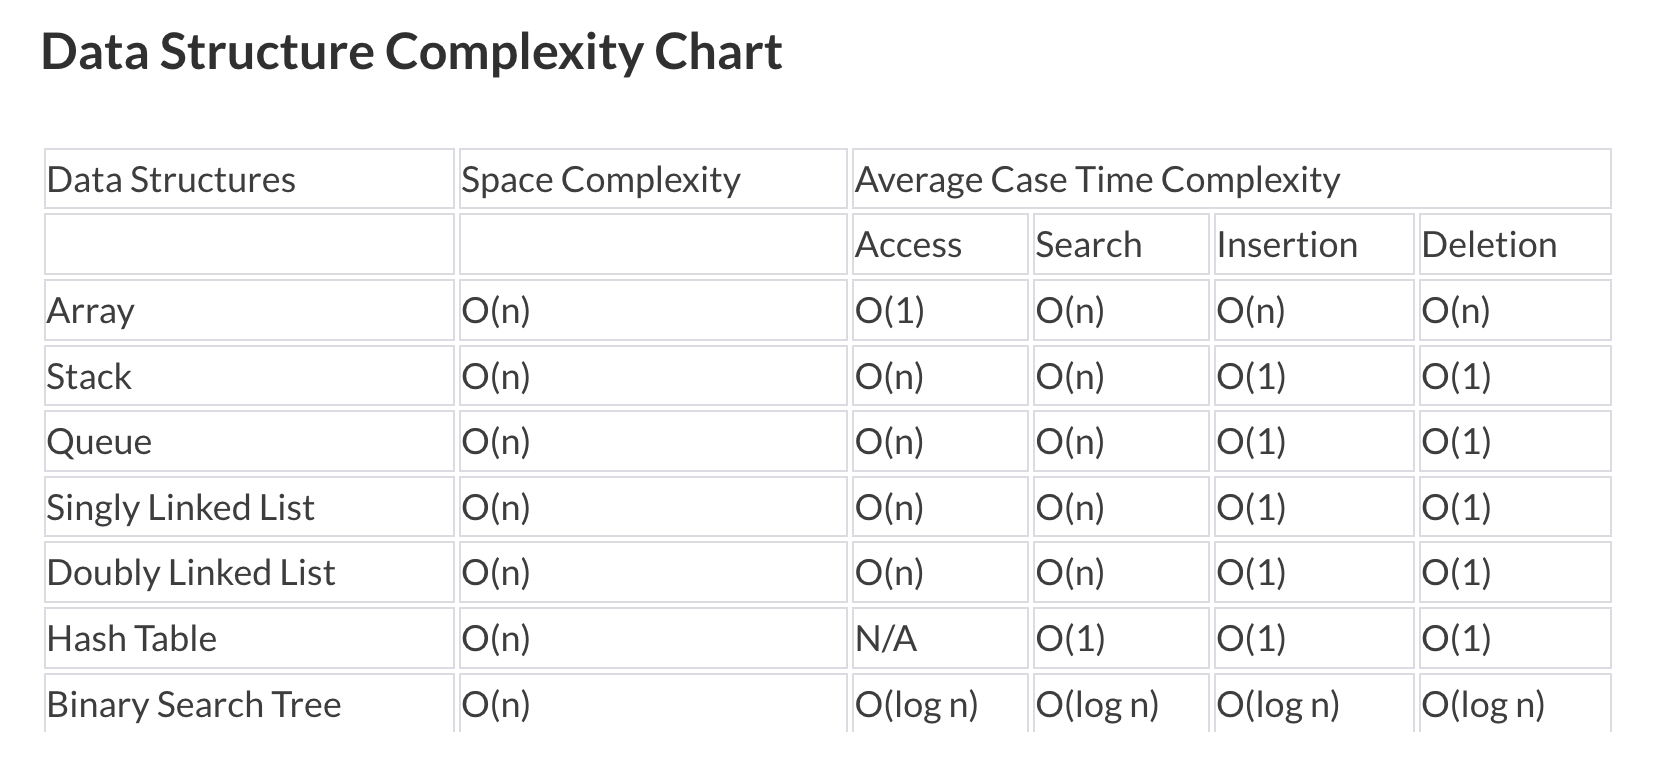 Data Structure Complexity Chart
Data Structures Space Complexity Average Case Time Complexity
Access Search Insertion Deletion
Array O(n) O(1) O(n) O(n) O(n)
Stack O(n) O(n) O(n) O(1) O(1)
Queue O(n) O(n) O(n) O(1) O(1)
Singly Linked List O(n) O(n) O(n) O(1) O(1)
Doubly Linked List O(n) O(n) O(n) O(1) O(1)
Hash Table O(n) N/A O(1) O(1) O(1)
Binary Search Tree O(n) O(log n) O(log n) O(log n) O(log n)